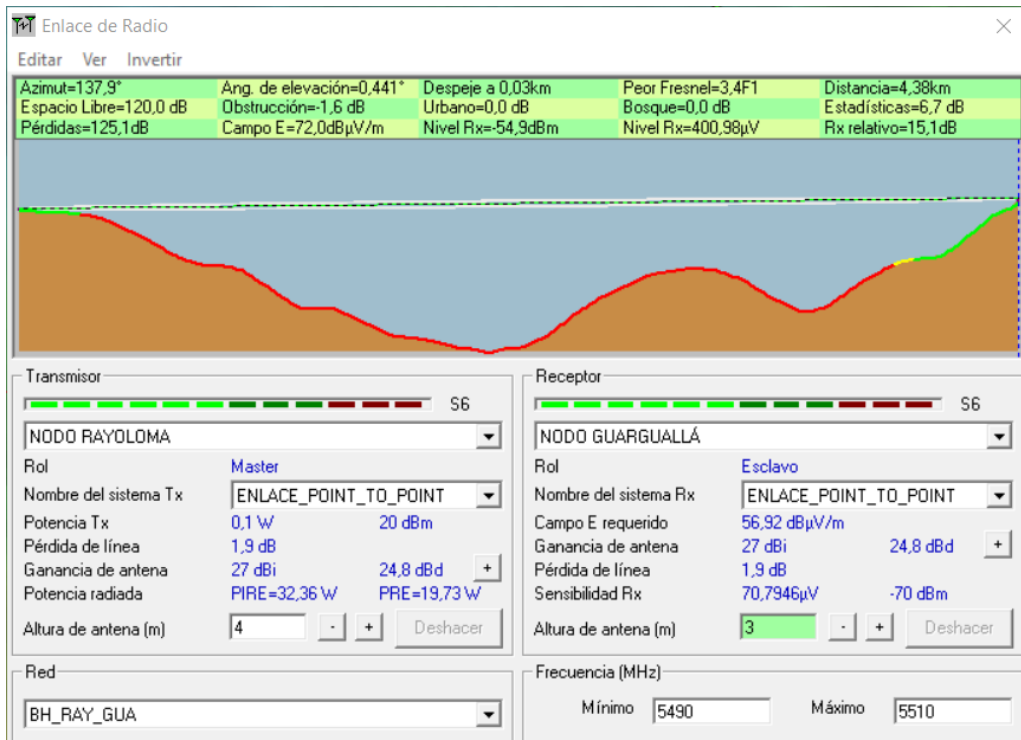 Enlace de Radio
Editar Ver Invertir
Azimut=137,9° Ang. de elevación=0,441° Despeje a 0,03km Peor Fresnel=3,4F1 Distancia=4,38km
Espacio Libre=120,0 dB Obstrucción=-1,6 dB Urbano=0,0 dB Bosque=0,0 dB Estadísticas=6,7 dB
Pérdidas=125,1dB Campo E=72,0dBµV/m Nivel Rx=-54,9dBm Nivel Rx=400,98µV Rx relativo=15,1dB
Transmisor
S6
NODO RAYOLOMA
Rol Master
Nombre del sistema Tx ENLACE_POINT_TO_POINT
Potencia Tx 0,1 W 20 dBm
Pérdida de línea 1,9 dB
Ganancia de antena 27 dBi 24,8 dBd +
Potencia radiada PIRE=32,36 W PRE=19,73 W
Altura de antena (m) 4 - + Deshacer
Receptor
S6
NODO GUARGUALLÁ
Rol Esclavo
Nombre del sistema Rx ENLACE_POINT_TO_POINT
Campo E requerido 56,92 dBµV/m
Ganancia de antena 27 dBi 24,8 dBd +
Pérdida de línea 1,9 dB
Sensibilidad Rx 70,7946µV -70 dBm
Altura de antena (m) 3 - + Deshacer
Red
BH_RAY_GUA
Frecuencia (MHz)
Mínimo 5490 Máximo 5510